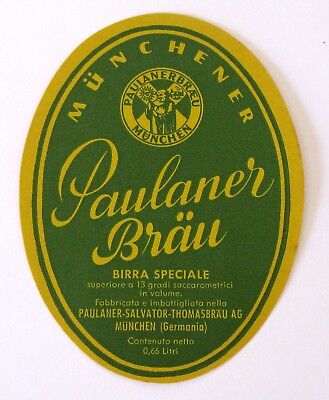 MÜNCHENER
PAULANERBRÄU
MÜNCHEN
Paulaner
Bräu
BIRRA SPECIALE
superiore a 13 gradi saccarometrici
in volume.
Fabbricata e imbottigliata nella
PAULANER-SALVATOR-THOMASBRÄU AG
MÜNCHEN (Germania)
Contenuto netto
0,66 Litri